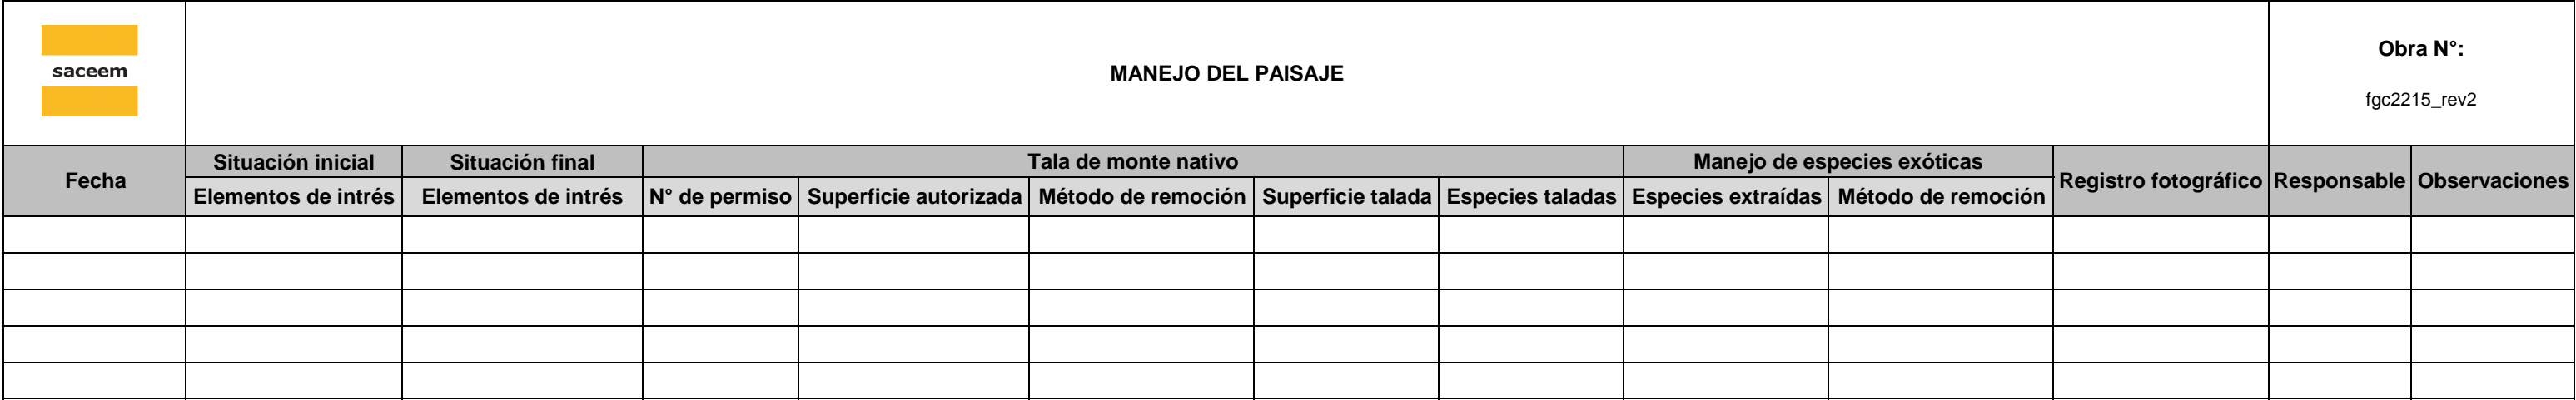 saceem
MANEJO DEL PAISAJE
Obra N°:
fgc2215_rev2
Fecha
Situación inicial
Situación final
Tala de monte nativo
Manejo de especies exóticas
Registro fotográfico
Responsable
Observaciones
Elementos de intrés
Elementos de intrés
N° de permiso
Superficie autorizada
Método de remoción
Superficie talada
Especies taladas
Especies extraídas
Método de remoción